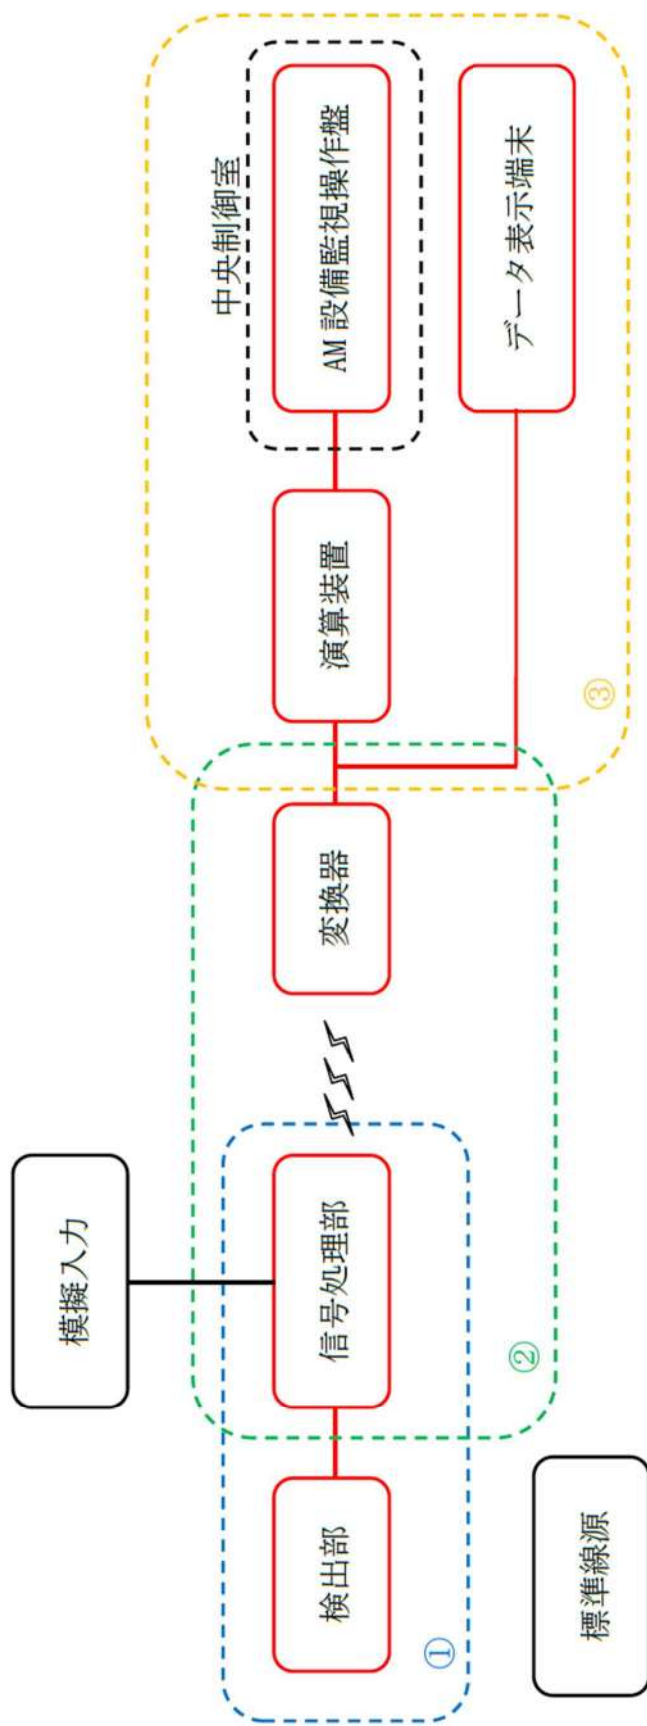 模擬入力
中央制御室
検出部
信号処理部
変換器
演算装置
AM 設備監視操作盤
データ表示端末
標準線源
①
②
③